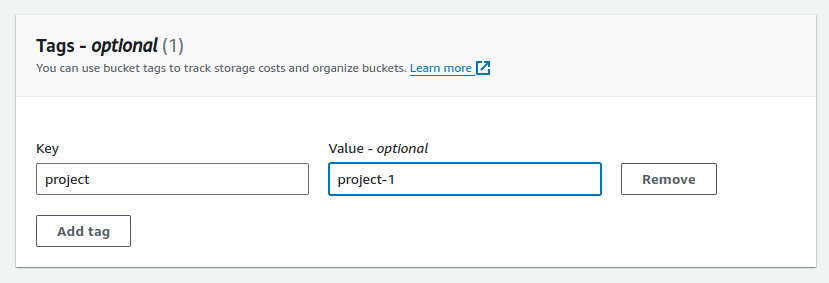 Tags - optional (1)
You can use bucket tags to track storage costs and organize buckets. Learn more
Key
Value - optional
project
project-1
Remove
Add tag